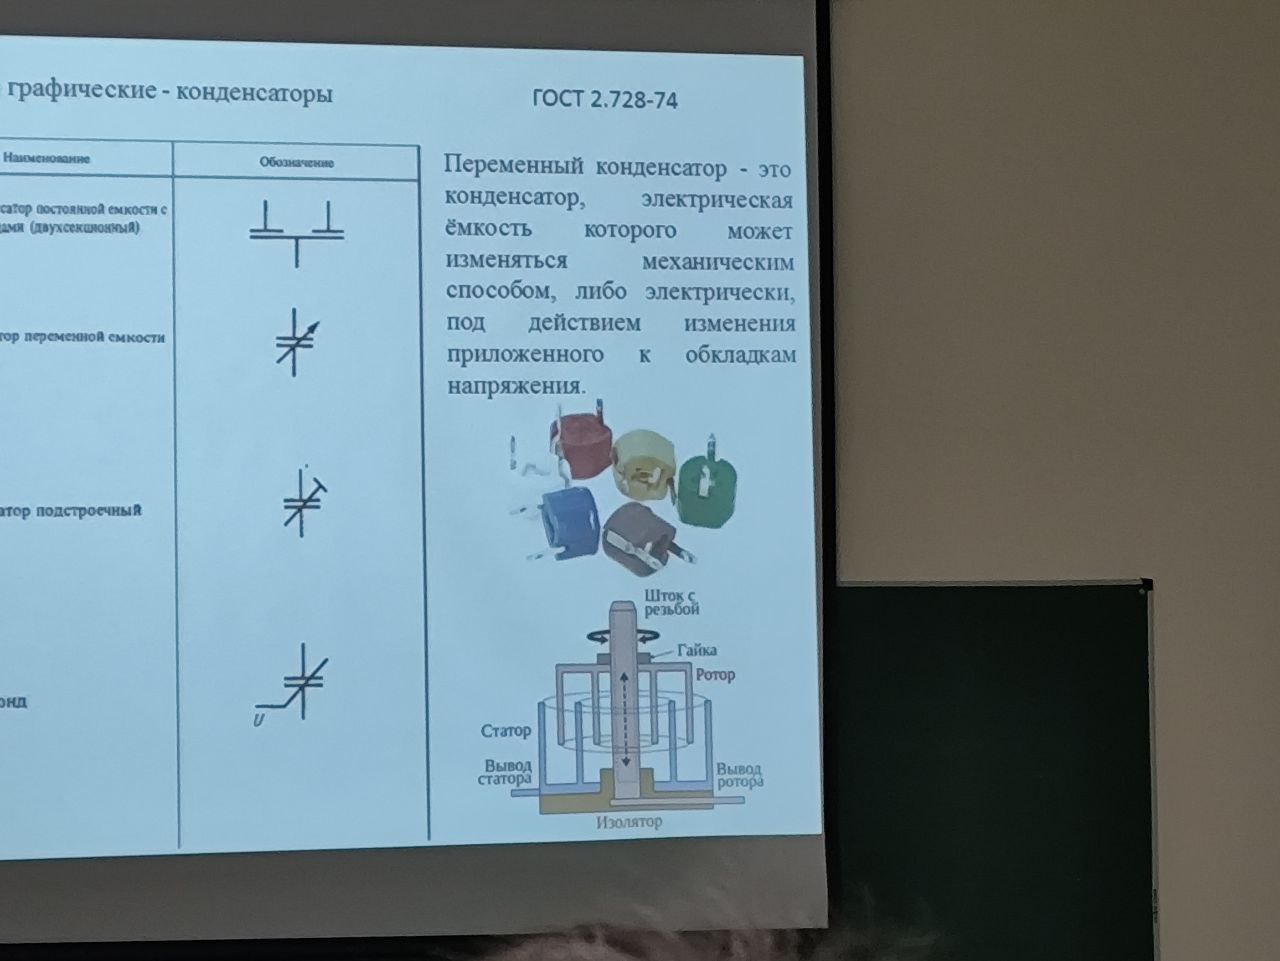 графические - конденсаторы
ГОСТ 2.728-74
Наименование
Обозначение
сатор постоянной емкости с
дами (двухсекционный)
тор переменной емкости
атор подстроечный
онд
U
Переменный конденсатор - это
конденсатор, электрическая
ёмкость которого может
изменяться механическим
способом, либо электрически,
под действием изменения
приложенного к обкладкам
напряжения.
Шток с
резьбой
Гайка
Ротор
Статор
Вывод
статора
Вывод
ротора
Изолятор